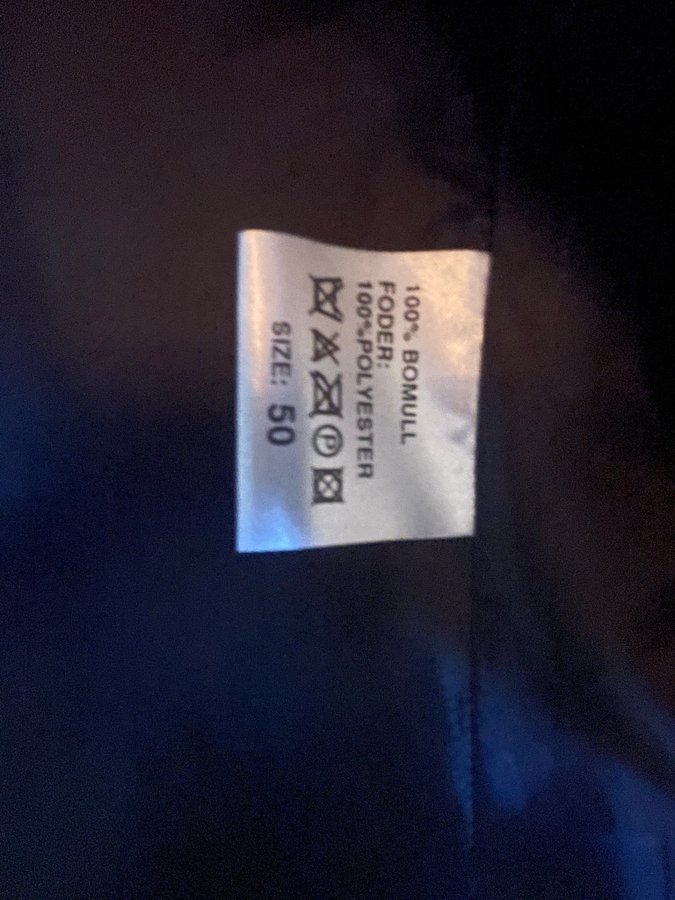 100% BOMULL
FODER:
100%POLYESTER
P
SIZE: 50